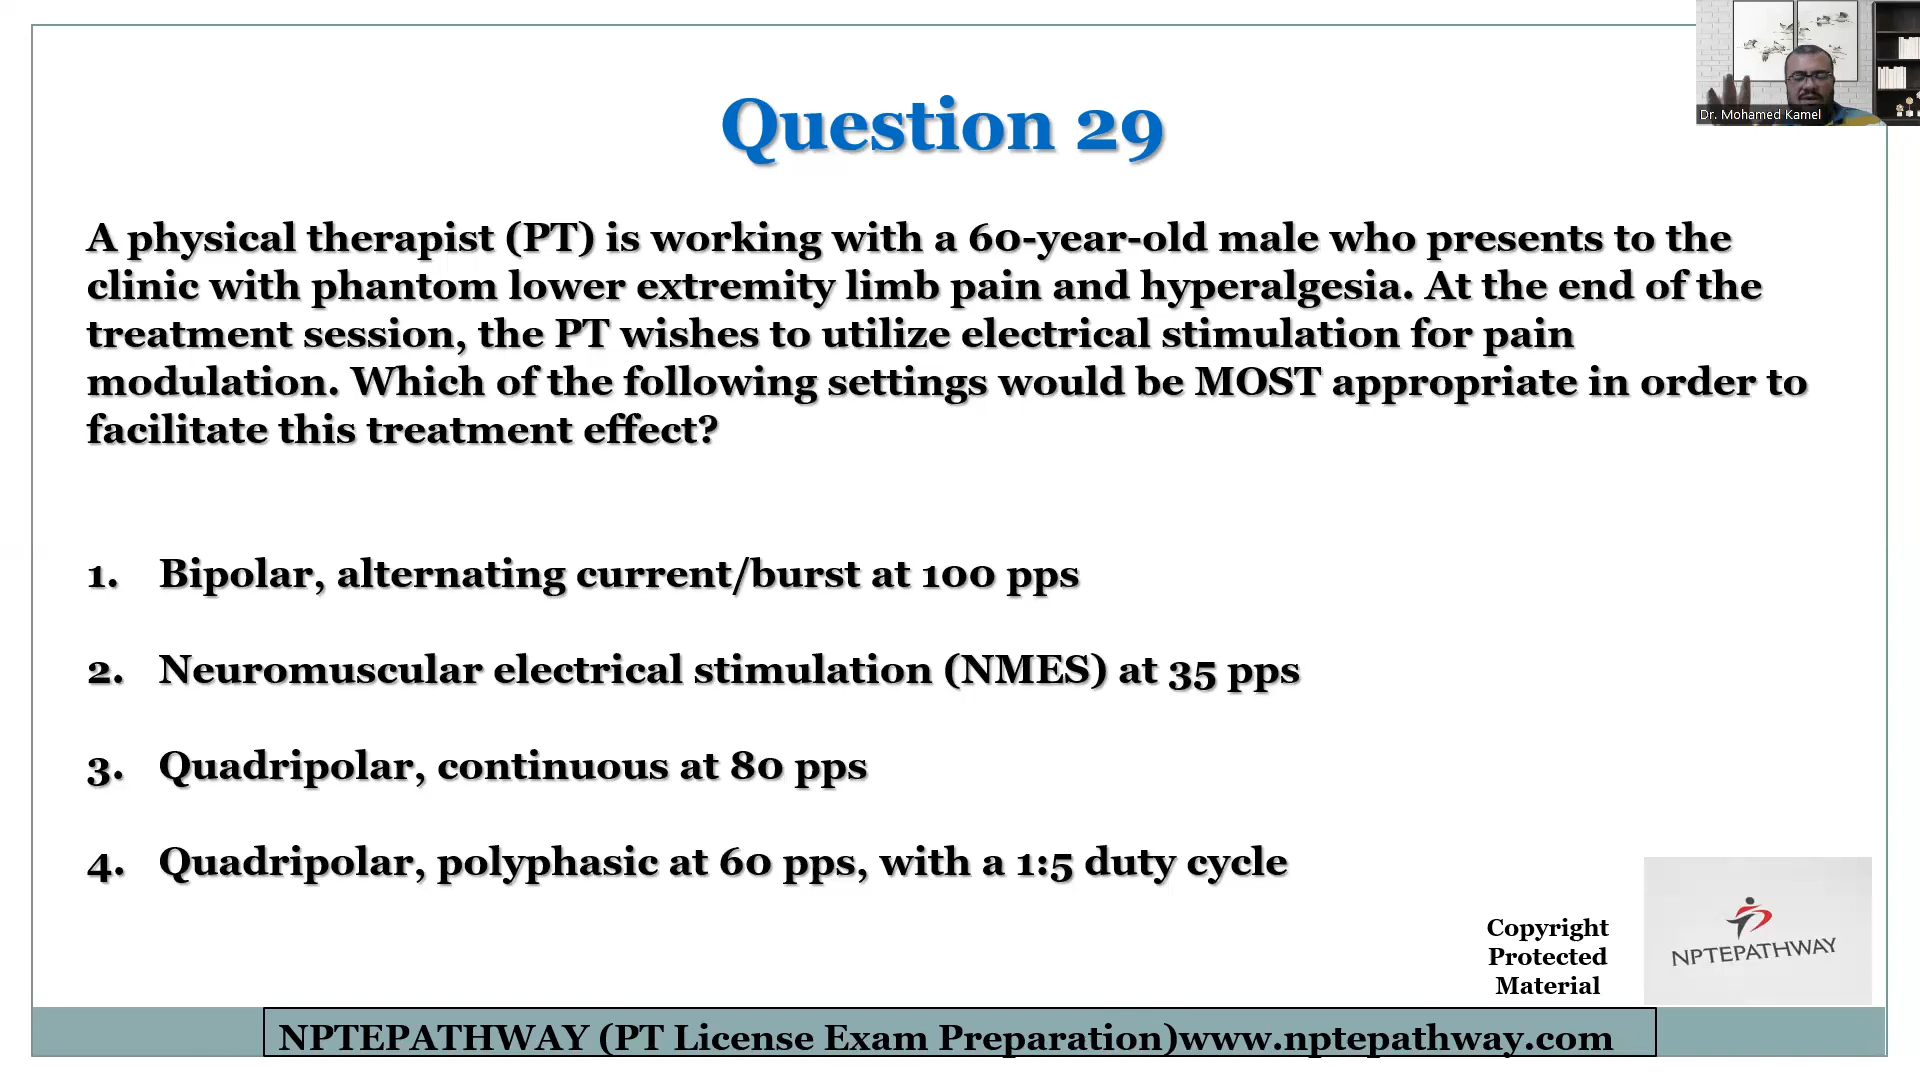 Dr. Mohamed Kamel
Question 29
A physical therapist (PT) is working with a 60-year-old male who presents to the
clinic with phantom lower extremity limb pain and hyperalgesia. At the end of the
treatment session, the PT wishes to utilize electrical stimulation for pain
modulation. Which of the following settings would be MOST appropriate in order to
facilitate this treatment effect?
1. Bipolar, alternating current/burst at 100 pps
2. Neuromuscular electrical stimulation (NMES) at 35 pps
3. Quadripolar, continuous at 80 pps
4. Quadripolar, polyphasic at 60 pps, with a 1:5 duty cycle
Copyright
Protected
Material
NPTEPATHWAY
NPTEPATHWAY (PT License Exam Preparation)www.nptepathway.com